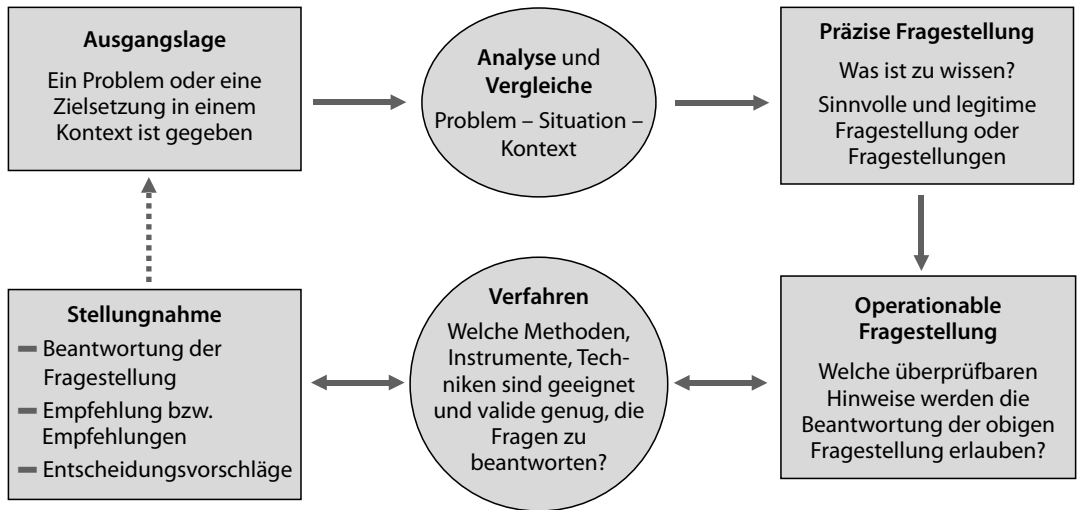 Ausgangslage
Ein Problem oder eine
Zielsetzung in einem
Kontext ist gegeben
Analyse und
Vergleiche
Problem – Situation –
Kontext
Präzise Fragestellung
Was ist zu wissen?
Sinnvolle und legitime
Fragestellung oder
Fragestellungen
Operationable
Fragestellung
Welche überprüfbaren
Hinweise werden die
Beantwortung der obigen
Fragestellung erlauben?
Verfahren
Welche Methoden,
Instrumente, Tech-
niken sind geeignet
und valide genug, die
Fragen zu
beantworten?
Stellungnahme
Beantwortung der
Fragestellung
Empfehlung bzw.
Empfehlungen
Entscheidungsvorschläge